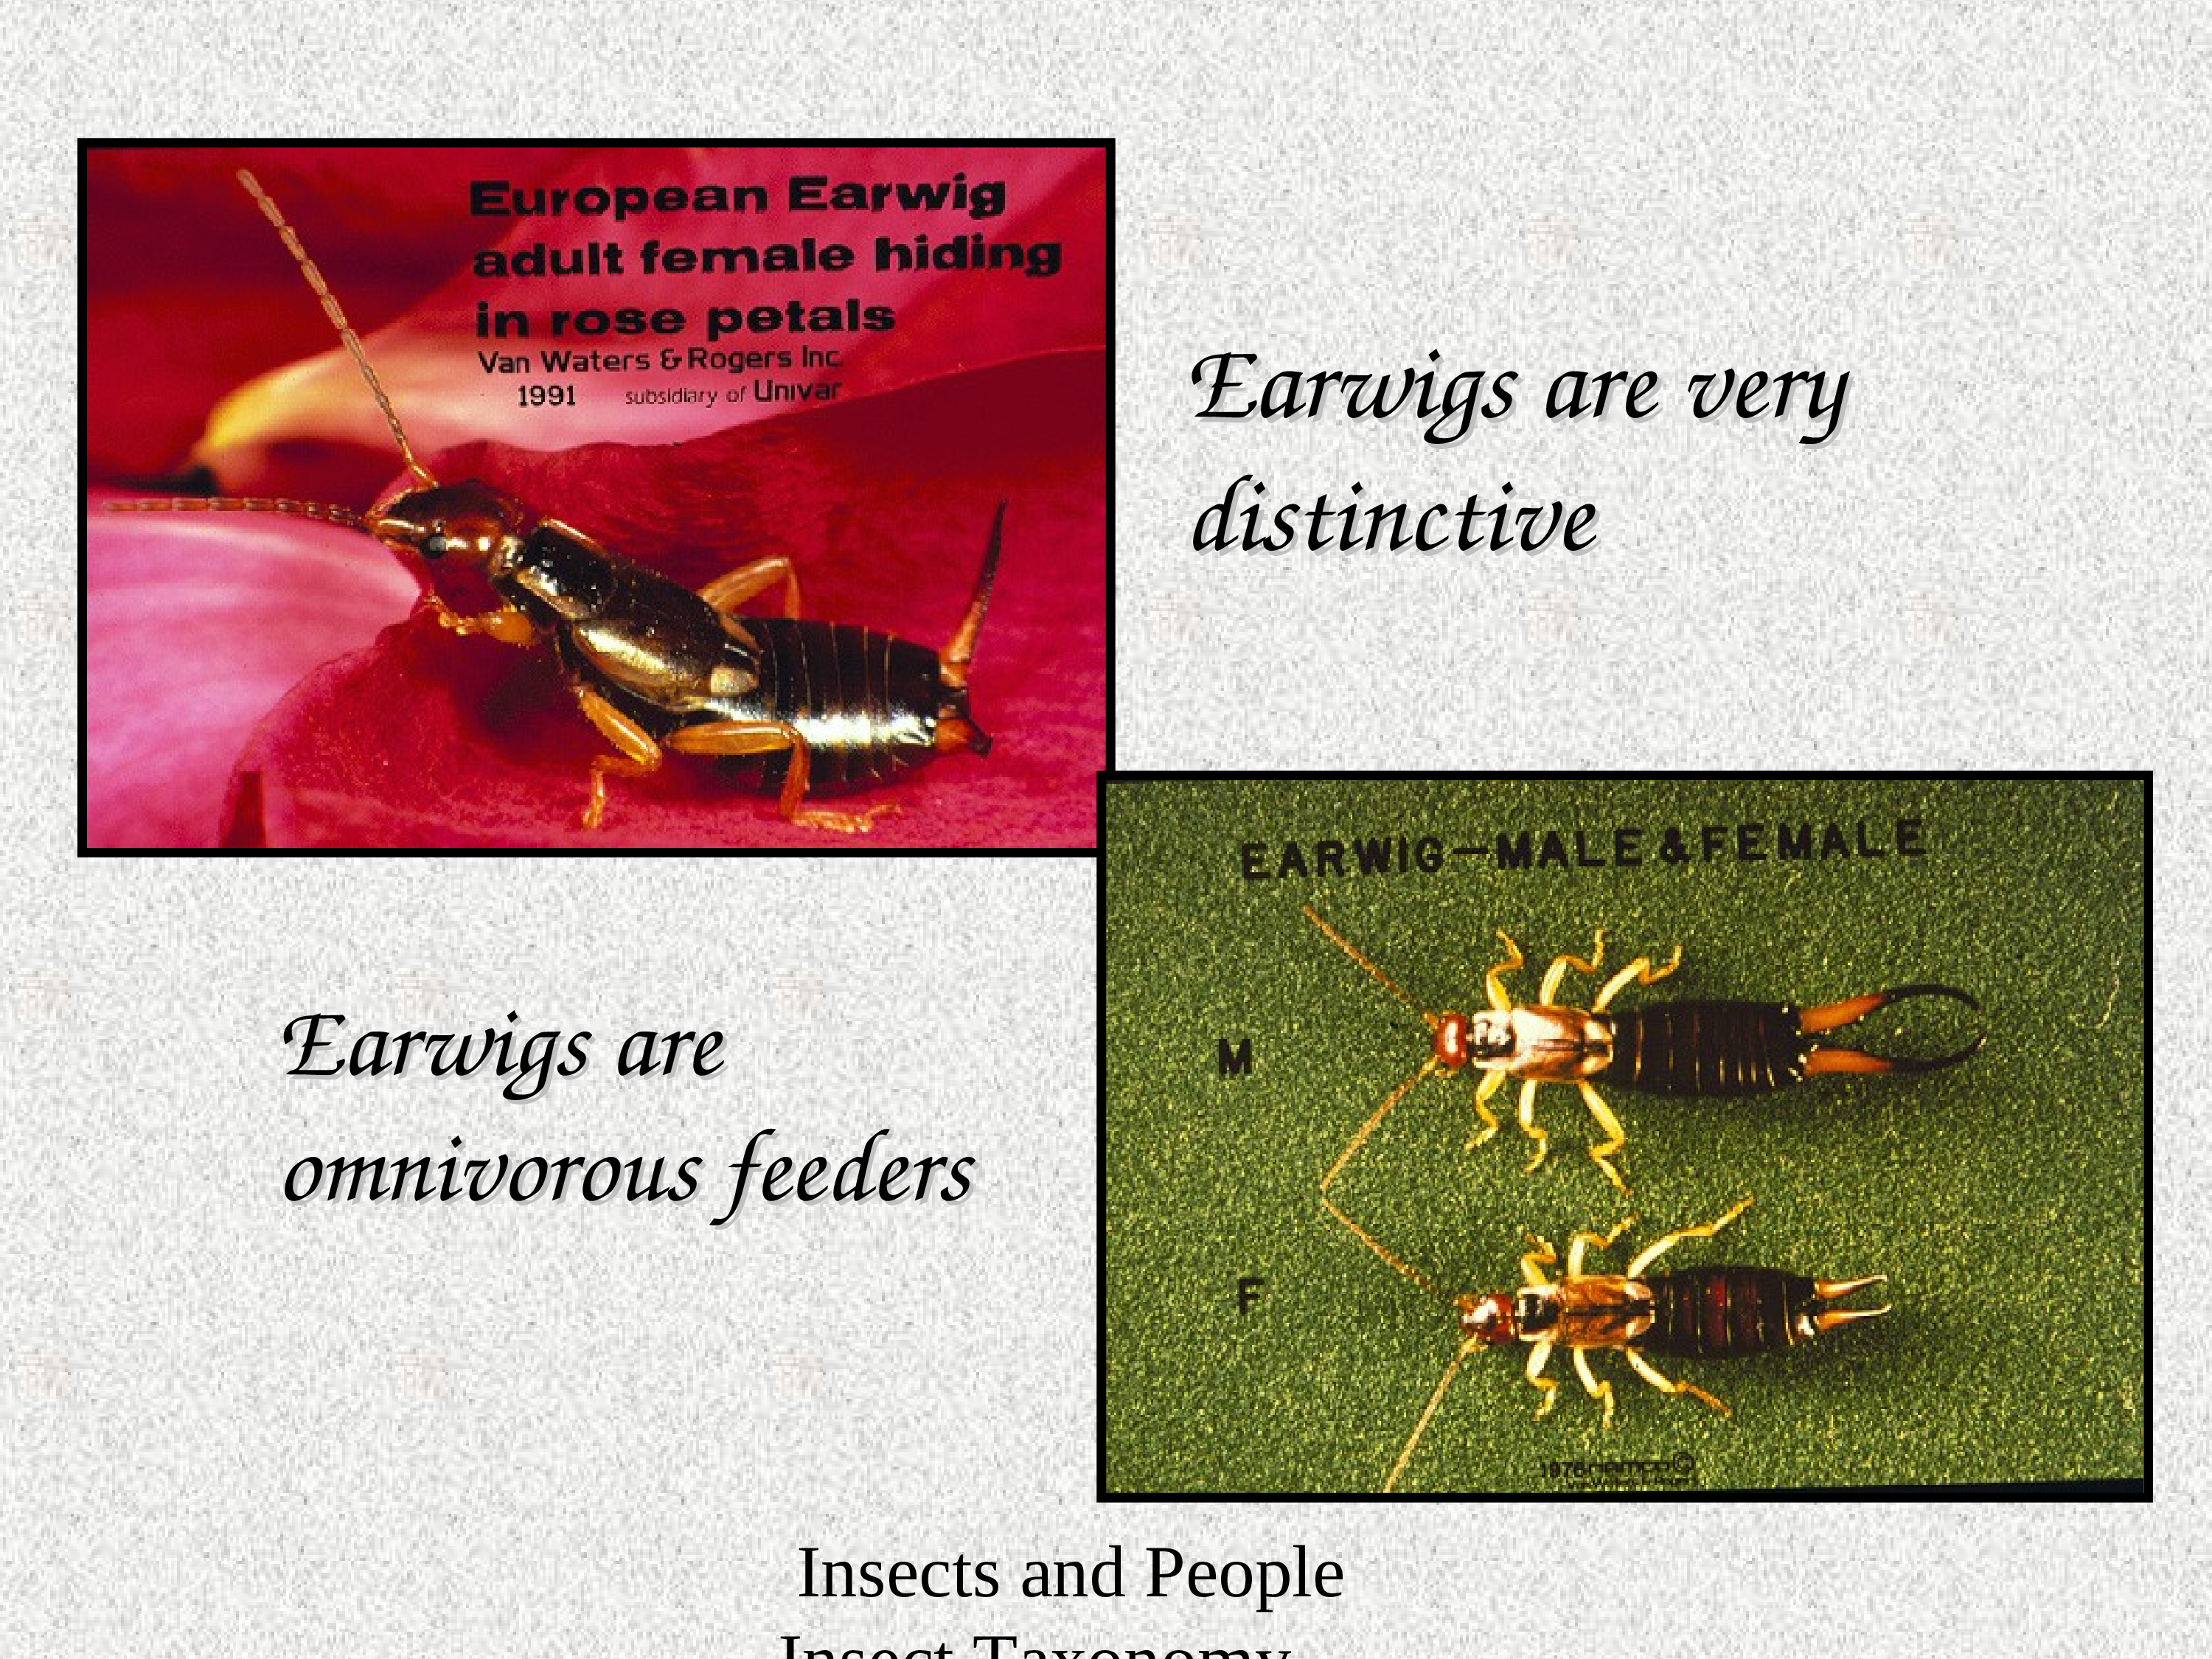 European Earwig
adult female hiding
in rose petals
Van Waters & Rogers Inc.
1991 subsidiary of Univar
Earwigs are very
distinctive
EARWIG—MALE & FEMALE
M
F
1976 namco ©
Earwigs are
omnivorous feeders
Insects and People
Insect Taxonomy